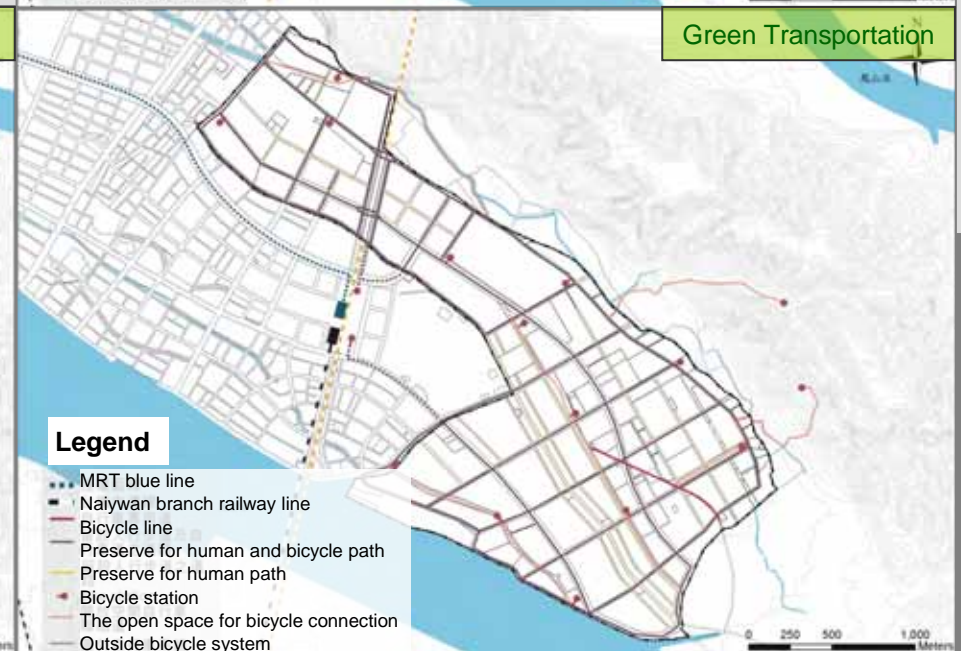 Green Transportation
N
Legend
MRT blue line
Naiywan branch railway line
Bicycle line
Preserve for human and bicycle path
Preserve for human path
Bicycle station
The open space for bicycle connection
Outside bicycle system
0 250 500 1,000
Meters